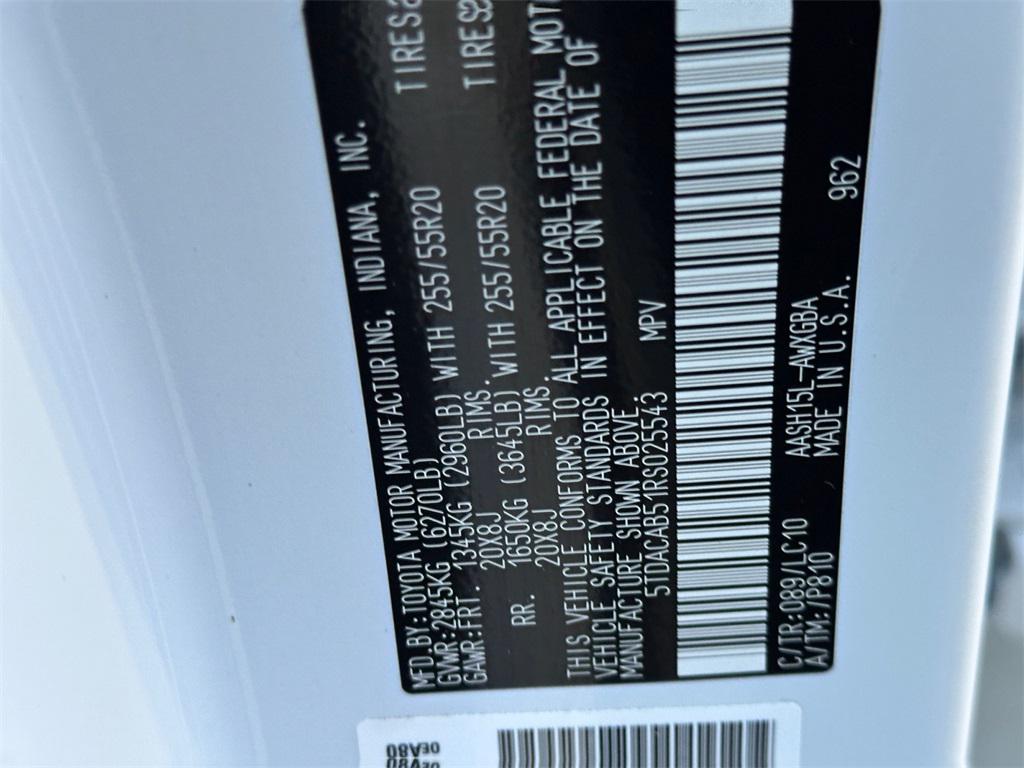 MFD.BY:TOYOTA MOTOR MANUFACTURING, INDIANA, INC.
GVWR:2845KG (6270LB)
GAWR:FRT. 1345KG (2960LB) WITH 255/55R20 TIRES
20X8J RIMS.
RR. 1650KG (3645LB) WITH 255/55R20 TIRES
20X8J RIMS.
THIS VEHICLE CONFORMS TO ALL APPLICABLE FEDERAL
VEHICLE SAFETY STANDARDS IN EFFECT ON THE DATE OF
MANUFACTURE SHOWN ABOVE.
5TDACAB51RS025543 MPV
C/TR:089/LC10 AASH15L-AWXGBA
A/TM:/P810 MADE IN U.S.A. 962